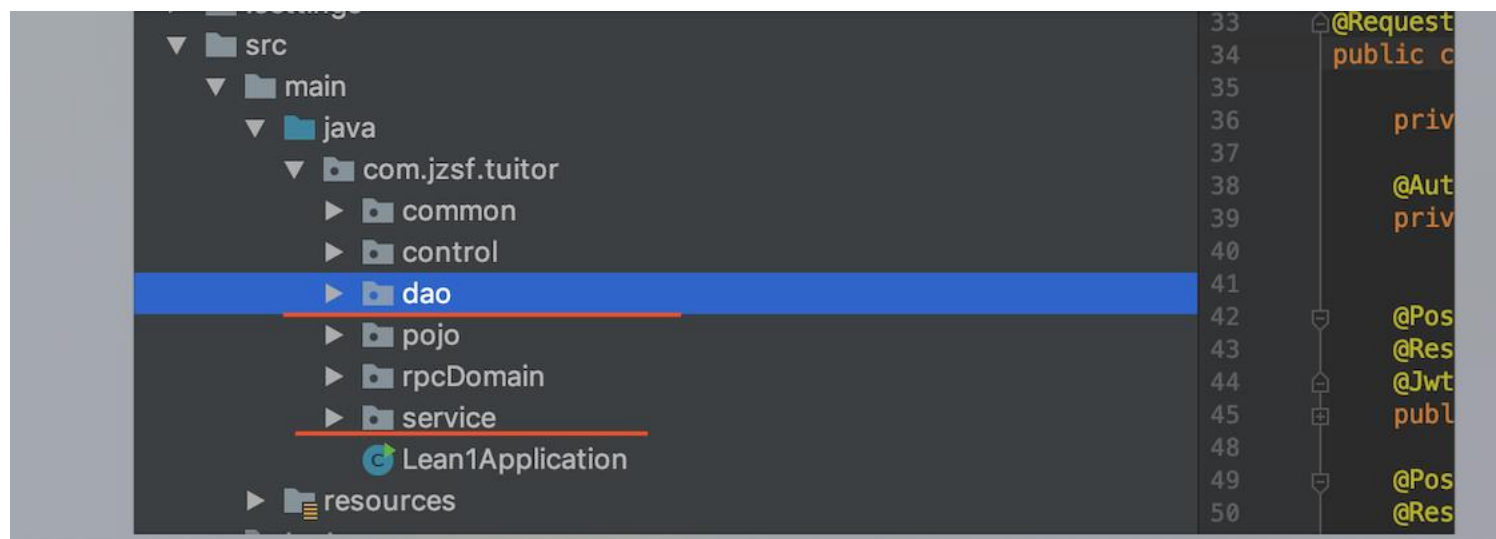 src
main
java
com.jzsf.tuitor
common
control
dao
pojo
rpcDomain
service
Lean1Application
resources
33 @Request
34 public c
35
36 priv
37
38 @Aut
39 priv
40
41
42 @Pos
43 @Res
44 @Jwt
45 publ
48
49 @Pos
50 @Res